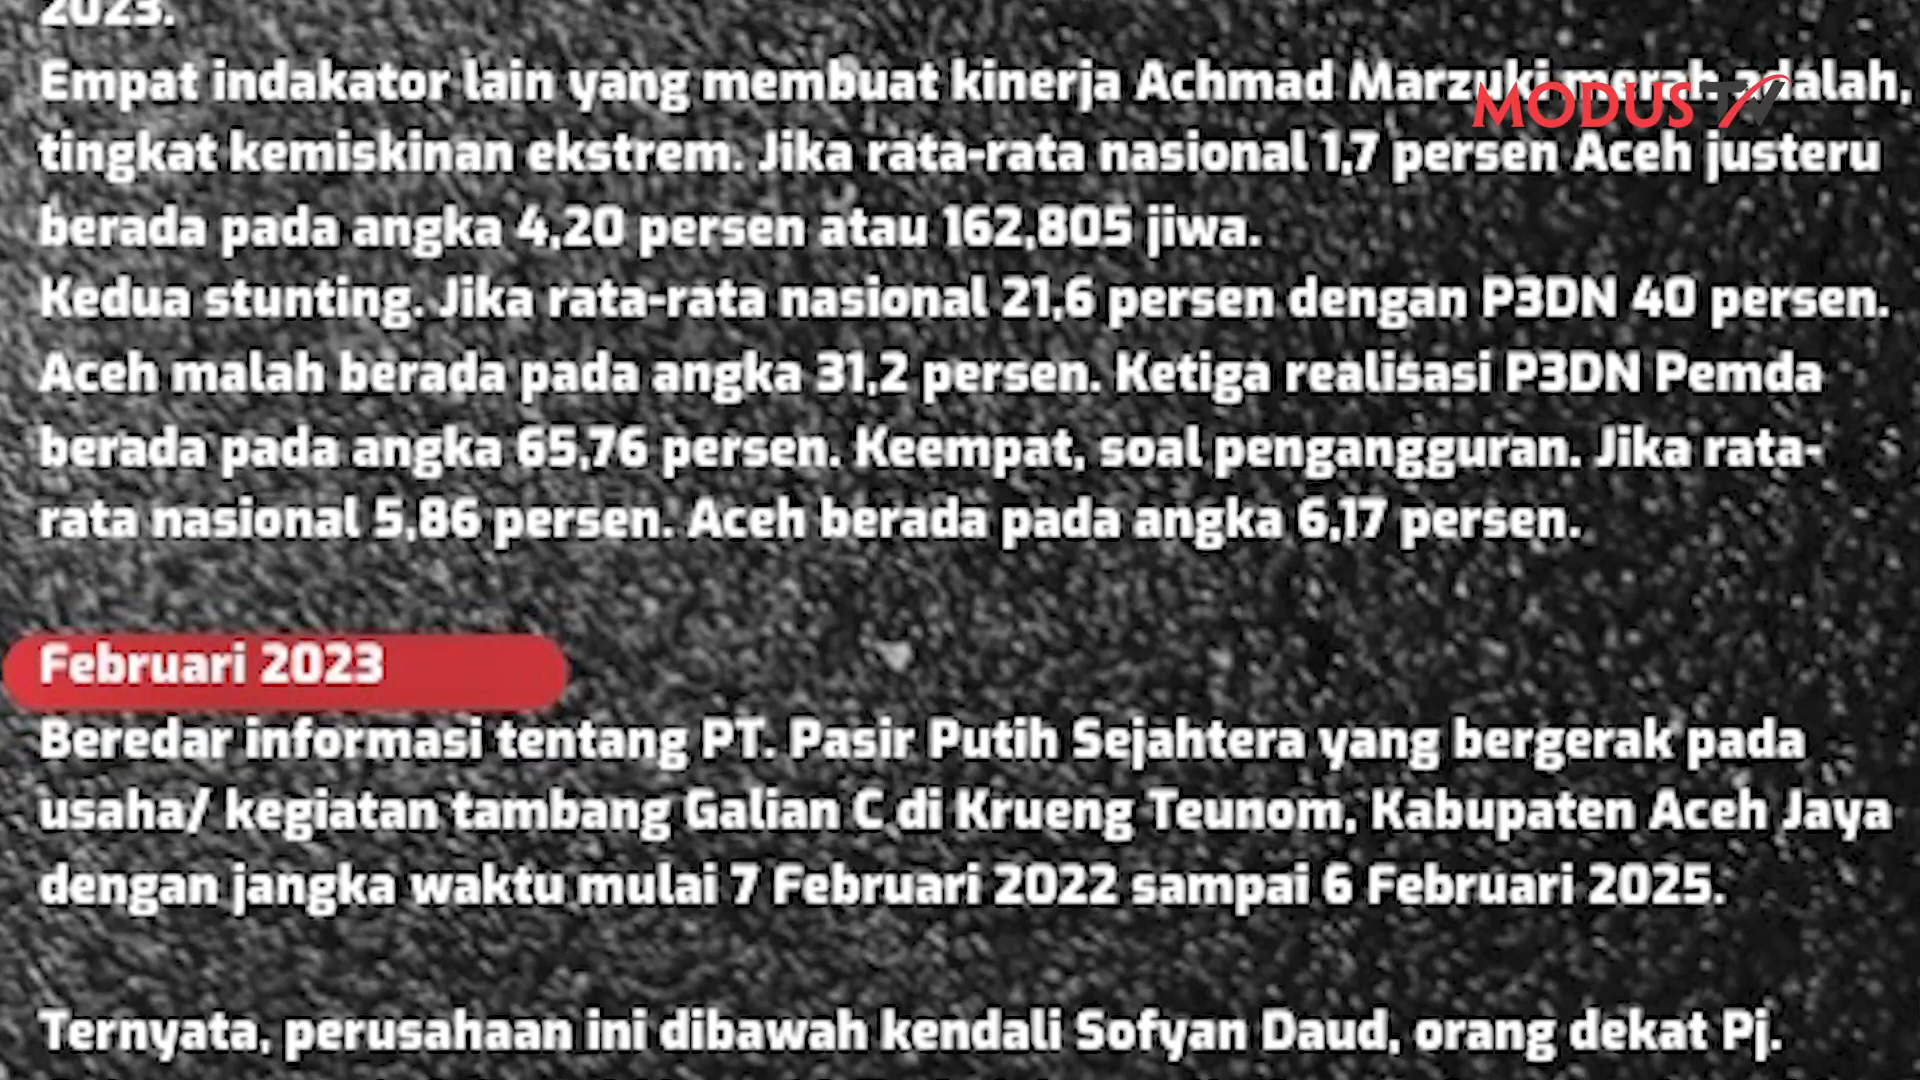 2023.
Empat indakator lain yang membuat kinerja Achmad Marzuki merah adalah,
MODUS TV
tingkat kemiskinan ekstrem. Jika rata-rata nasional 1,7 persen Aceh justeru
berada pada angka 4,20 persen atau 162,805 jiwa.
Kedua stunting. Jika rata-rata nasional 21,6 persen dengan P3DN 40 persen.
Aceh malah berada pada angka 31,2 persen. Ketiga realisasi P3DN Pemda
berada pada angka 65,76 persen. Keempat, soal pengangguran. Jika rata-
rata nasional 5,86 persen. Aceh berada pada angka 6,17 persen.
Februari 2023
Beredar informasi tentang PT. Pasir Putih Sejahtera yang bergerak pada
usaha/ kegiatan tambang Galian C di Krueng Teunom, Kabupaten Aceh Jaya
dengan jangka waktu mulai 7 Februari 2022 sampai 6 Februari 2025.
Ternyata, perusahaan ini dibawah kendali Sofyan Daud, orang dekat Pj.